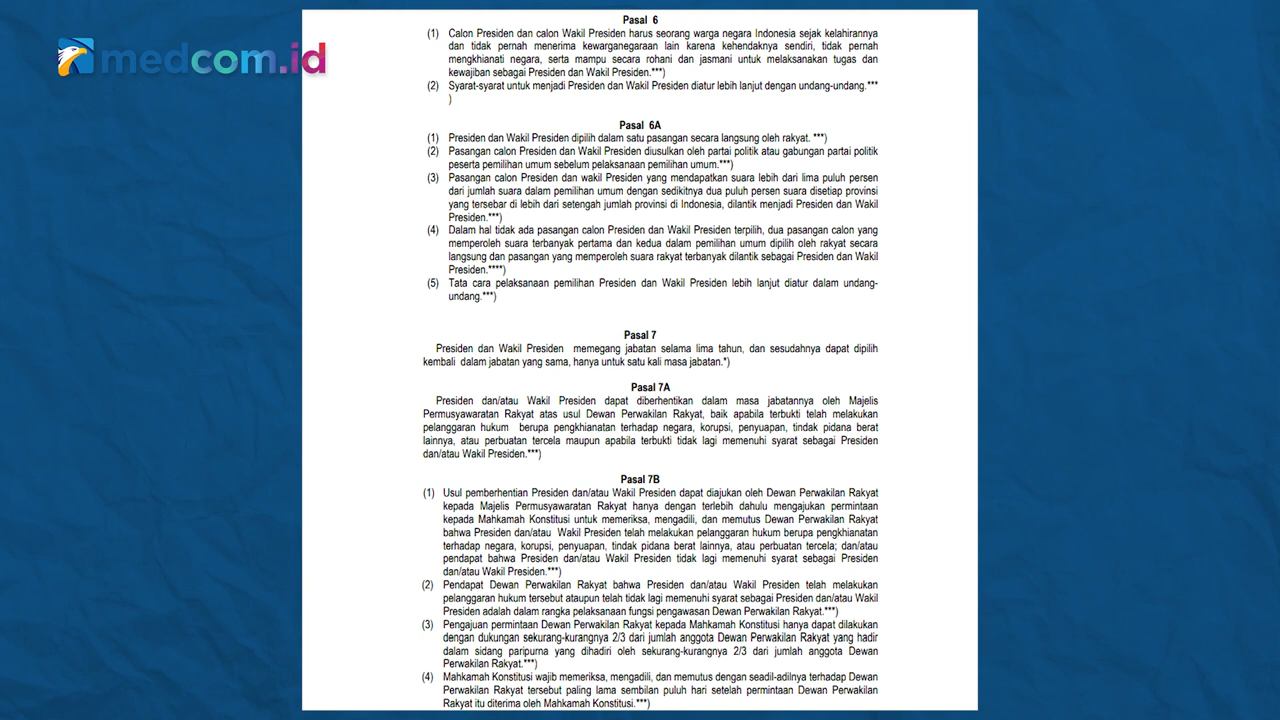 medcom.id
Pasal 6
(1) Calon Presiden dan calon Wakil Presiden harus seorang warga negara Indonesia sejak kelahirannya
dan tidak pernah menerima kewarganegaraan lain karena kehendaknya sendiri, tidak pernah
mengkhianati negara, serta mampu secara rohani dan jasmani untuk melaksanakan tugas dan
kewajiban sebagai Presiden dan Wakil Presiden.***)
(2) Syarat-syarat untuk menjadi Presiden dan Wakil Presiden diatur lebih lanjut dengan undang-undang.***
)
Pasal 6A
(1) Presiden dan Wakil Presiden dipilih dalam satu pasangan secara langsung oleh rakyat. ***)
(2) Pasangan calon Presiden dan Wakil Presiden diusulkan oleh partai politik atau gabungan partai politik
peserta pemilihan umum sebelum pelaksanaan pemilihan umum.***)
(3) Pasangan calon Presiden dan wakil Presiden yang mendapatkan suara lebih dari lima puluh persen
dari jumlah suara dalam pemilihan umum dengan sedikitnya dua puluh persen suara disetiap provinsi
yang tersebar di lebih dari setengah jumlah provinsi di Indonesia, dilantik menjadi Presiden dan Wakil
Presiden.***)
(4) Dalam hal tidak ada pasangan calon Presiden dan Wakil Presiden terpilih, dua pasangan calon yang
memperoleh suara terbanyak pertama dan kedua dalam pemilihan umum dipilih oleh rakyat secara
langsung dan pasangan yang memperoleh suara rakyat terbanyak dilantik sebagai Presiden dan Wakil
Presiden.****)
(5) Tata cara pelaksanaan pemilihan Presiden dan Wakil Presiden lebih lanjut diatur dalam undang-
undang.***)
Pasal 7
Presiden dan Wakil Presiden memegang jabatan selama lima tahun, dan sesudahnya dapat dipilih
kembali dalam jabatan yang sama, hanya untuk satu kali masa jabatan.*)
Pasal 7A
Presiden dan/atau Wakil Presiden dapat diberhentikan dalam masa jabatannya oleh Majelis
Permusyawaratan Rakyat atas usul Dewan Perwakilan Rakyat, baik apabila terbukti telah melakukan
pelanggaran hukum berupa pengkhianatan terhadap negara, korupsi, penyuapan, tindak pidana berat
lainnya, atau perbuatan tercela maupun apabila terbukti tidak lagi memenuhi syarat sebagai Presiden
dan/atau Wakil Presiden.***)
Pasal 7B
(1) Usul pemberhentian Presiden dan/atau Wakil Presiden dapat diajukan oleh Dewan Perwakilan Rakyat
kepada Majelis Permusyawaratan Rakyat hanya dengan terlebih dahulu mengajukan permintaan
kepada Mahkamah Konstitusi untuk memeriksa, mengadili, dan memutus Dewan Perwakilan Rakyat
bahwa Presiden dan/atau Wakil Presiden telah melakukan pelanggaran hukum berupa pengkhianatan
terhadap negara, korupsi, penyuapan, tindak pidana berat lainnya, atau perbuatan tercela; dan/atau
pendapat bahwa Presiden dan/atau Wakil Presiden tidak lagi memenuhi syarat sebagai Presiden
dan/atau Wakil Presiden.***)
(2) Pendapat Dewan Perwakilan Rakyat bahwa Presiden dan/atau Wakil Presiden telah melakukan
pelanggaran hukum tersebut ataupun telah tidak lagi memenuhi syarat sebagai Presiden dan/atau Wakil
Presiden adalah dalam rangka pelaksanaan fungsi pengawasan Dewan Perwakilan Rakyat.***)
(3) Pengajuan permintaan Dewan Perwakilan Rakyat kepada Mahkamah Konstitusi hanya dapat dilakukan
dengan dukungan sekurang-kurangnya 2/3 dari jumlah anggota Dewan Perwakilan Rakyat yang hadir
dalam sidang paripurna yang dihadiri oleh sekurang-kurangnya 2/3 dari jumlah anggota Dewan
Perwakilan Rakyat.***)
(4) Mahkamah Konstitusi wajib memeriksa, mengadili, dan memutus dengan seadil-adilnya terhadap Dewan
Perwakilan Rakyat tersebut paling lama sembilan puluh hari setelah permintaan Dewan Perwakilan
Rakyat itu diterima oleh Mahkamah Konstitusi.***)